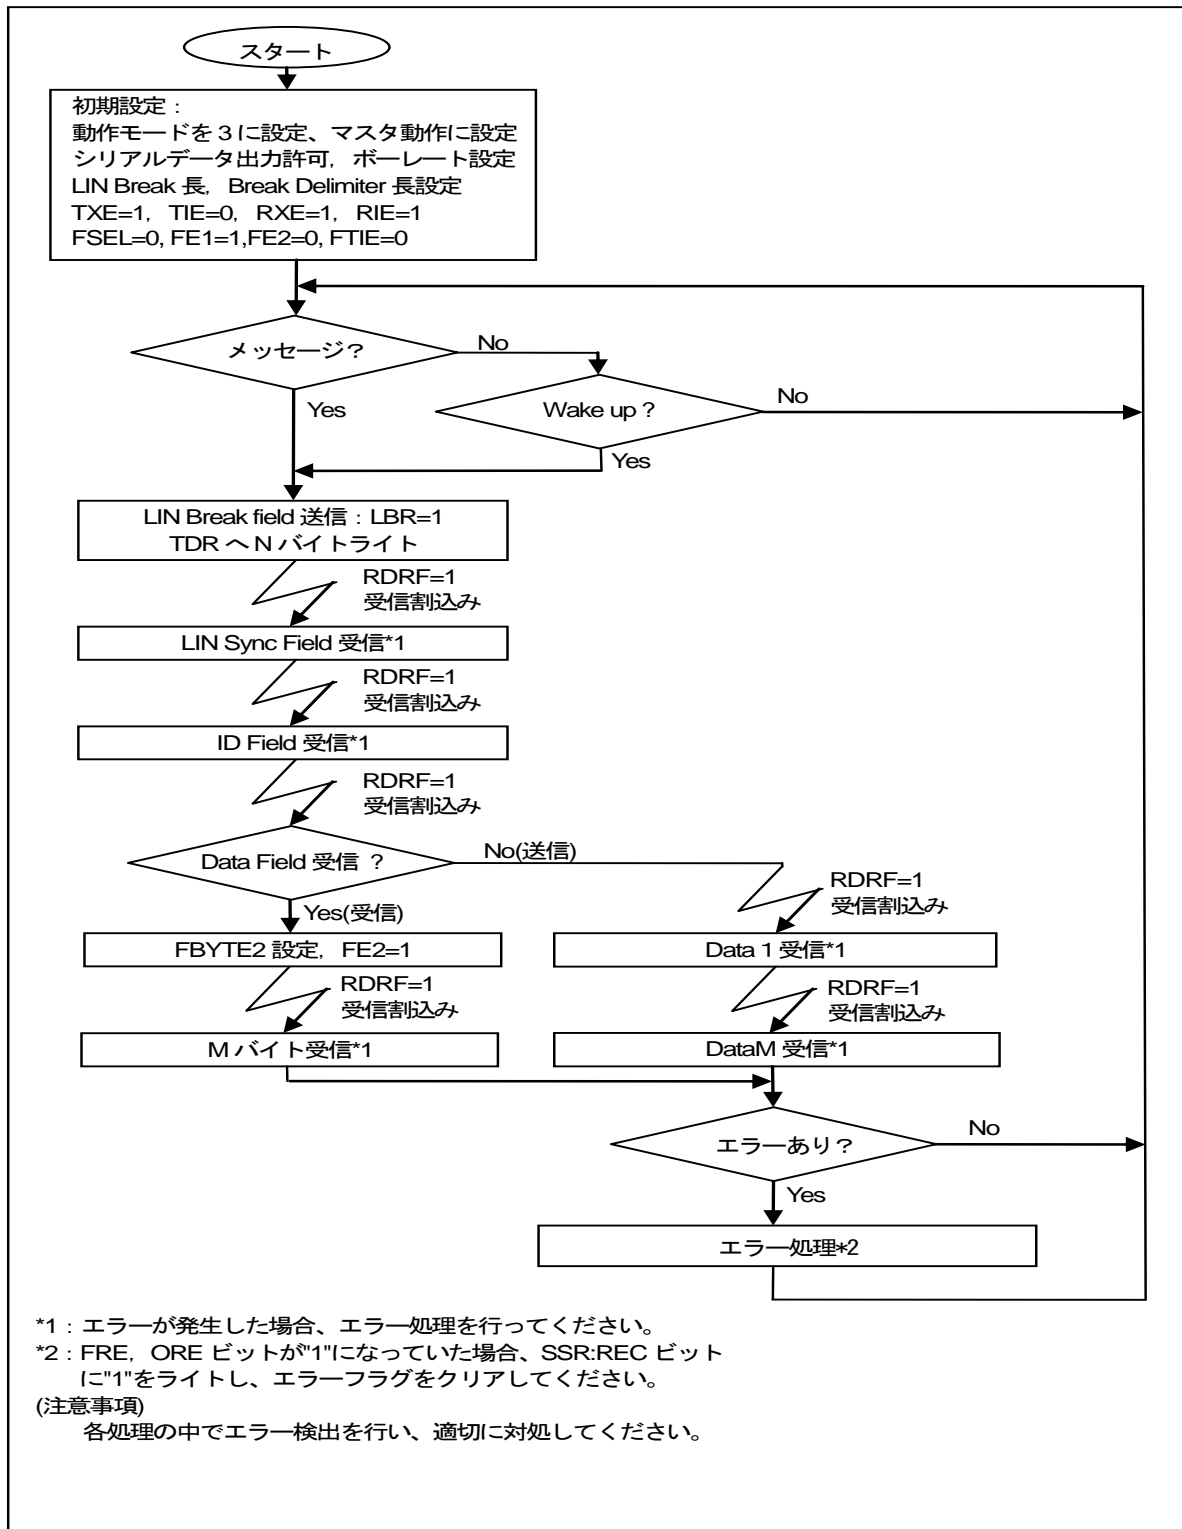 スタート
初期設定：
動作モードを３に設定、マスタ動作に設定
シリアルデータ出力許可，ボーレート設定
LIN Break 長，Break Delimiter 長設定
TXE=1，TIE=0，RXE=1，RIE=1
FSEL=0, FE1=1,FE2=0, FTIE=0
メッセージ？
No
Yes
Wake up？
No
Yes
LIN Break field 送信：LBR=1
TDR へ N バイトライト
RDRF=1
受信割込み
LIN Sync Field 受信*1
RDRF=1
受信割込み
ID Field 受信*1
RDRF=1
受信割込み
Data Field 受信 ？
No(送信)
Yes(受信)
RDRF=1
受信割込み
FBYTE2 設定，FE2=1
Data 1 受信*1
RDRF=1
受信割込み
RDRF=1
受信割込み
M バイト受信*1
DataM 受信*1
エラーあり？
No
Yes
エラー処理*2
*1：エラーが発生した場合、エラー処理を行ってください。
*2：FRE，ORE ビットが"1"になっていた場合、SSR:REC ビット
に"1"をライトし、エラーフラグをクリアしてください。
(注意事項)
各処理の中でエラー検出を行い、適切に対処してください。